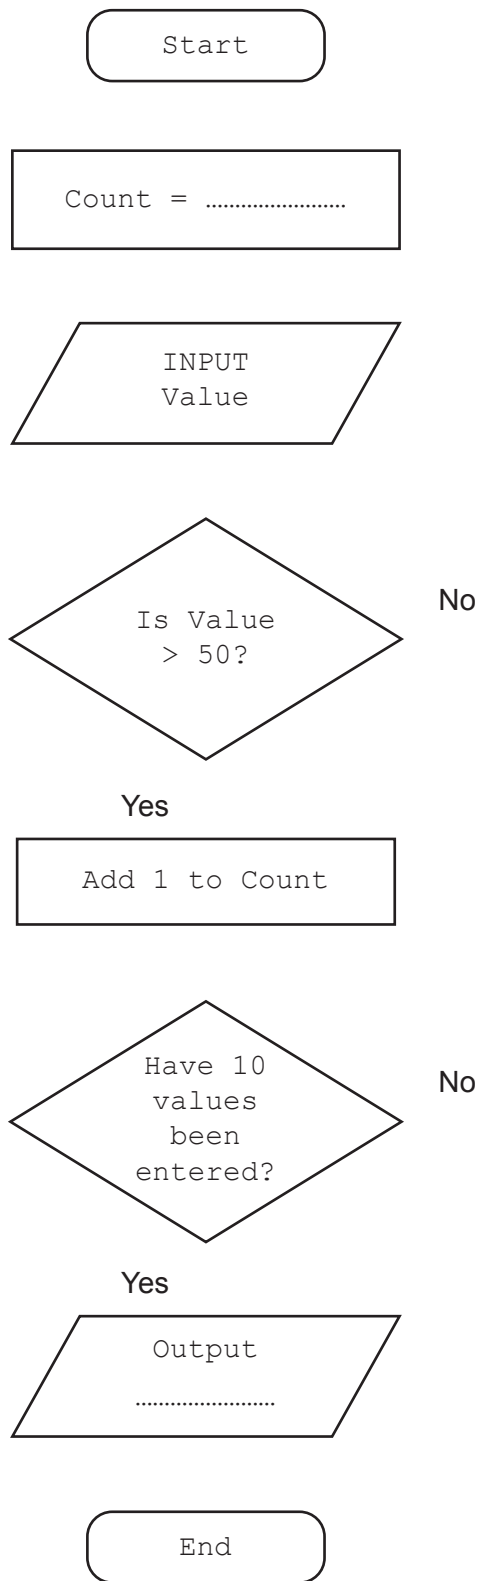 Start
Count = ........................
INPUT
Value
Is Value
> 50?
No
Yes
Add 1 to Count
Have 10
values
been
entered?
No
Yes
Output
........................
End